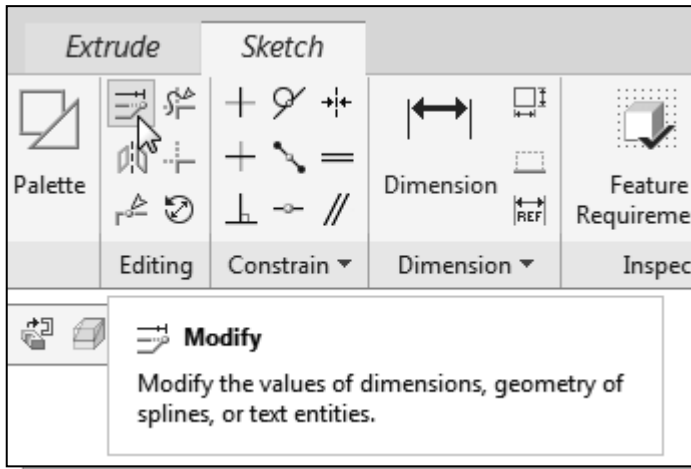 Extrude Sketch
Palette
Dimension
REF
Feature
Requireme
Editing Constrain Dimension Inspec
Modify
Modify the values of dimensions, geometry of
splines, or text entities.